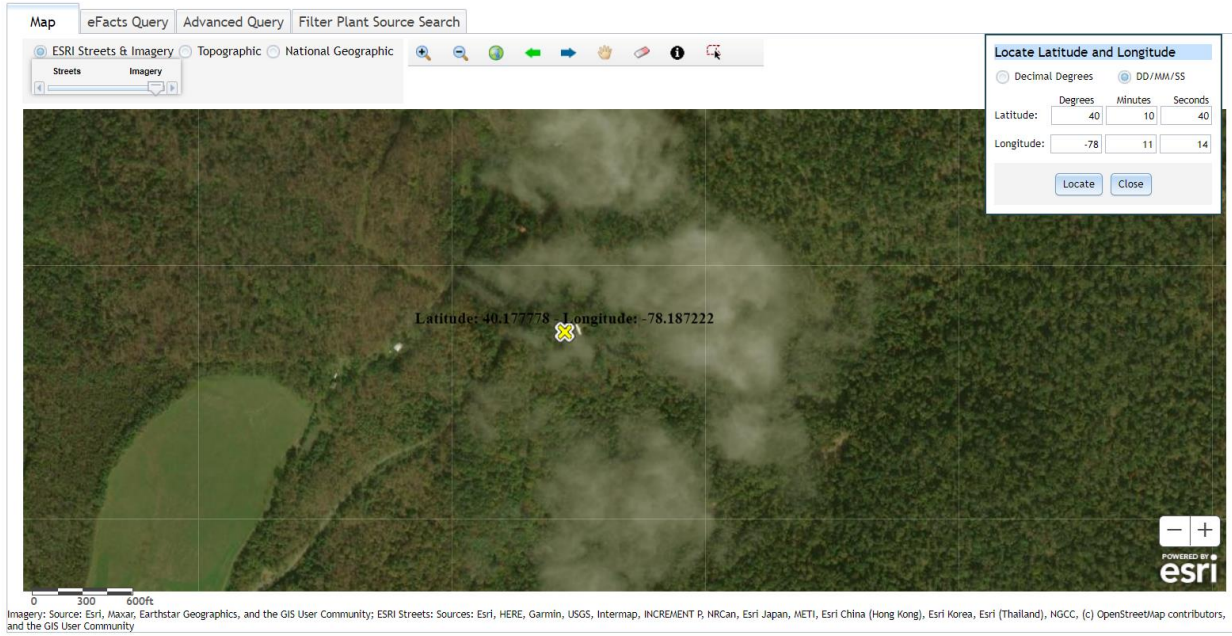 Map eFacts Query Advanced Query Filter Plant Source Search
ESRI Streets & Imagery Topographic National Geographic
Streets Imagery
Locate Latitude and Longitude
Decimal Degrees DD/MM/SS
Degrees Minutes Seconds
Latitude: 40 10 40
Longitude: -78 11 14
Locate Close
Latitude: 40.177778 - Longitude: -78.187222
POWERED BY
esri
0 300 600ft
Imagery: Source: Esri, Maxar, Earthstar Geographics, and the GIS User Community; ESRI Streets: Sources: Esri, HERE, Garmin, USGS, Intermap, INCREMENT P, NRCan, Esri Japan, METI, Esri China (Hong Kong), Esri Korea, Esri (Thailand), NGCC, (c) OpenStreetMap contributors,
and the GIS User Community